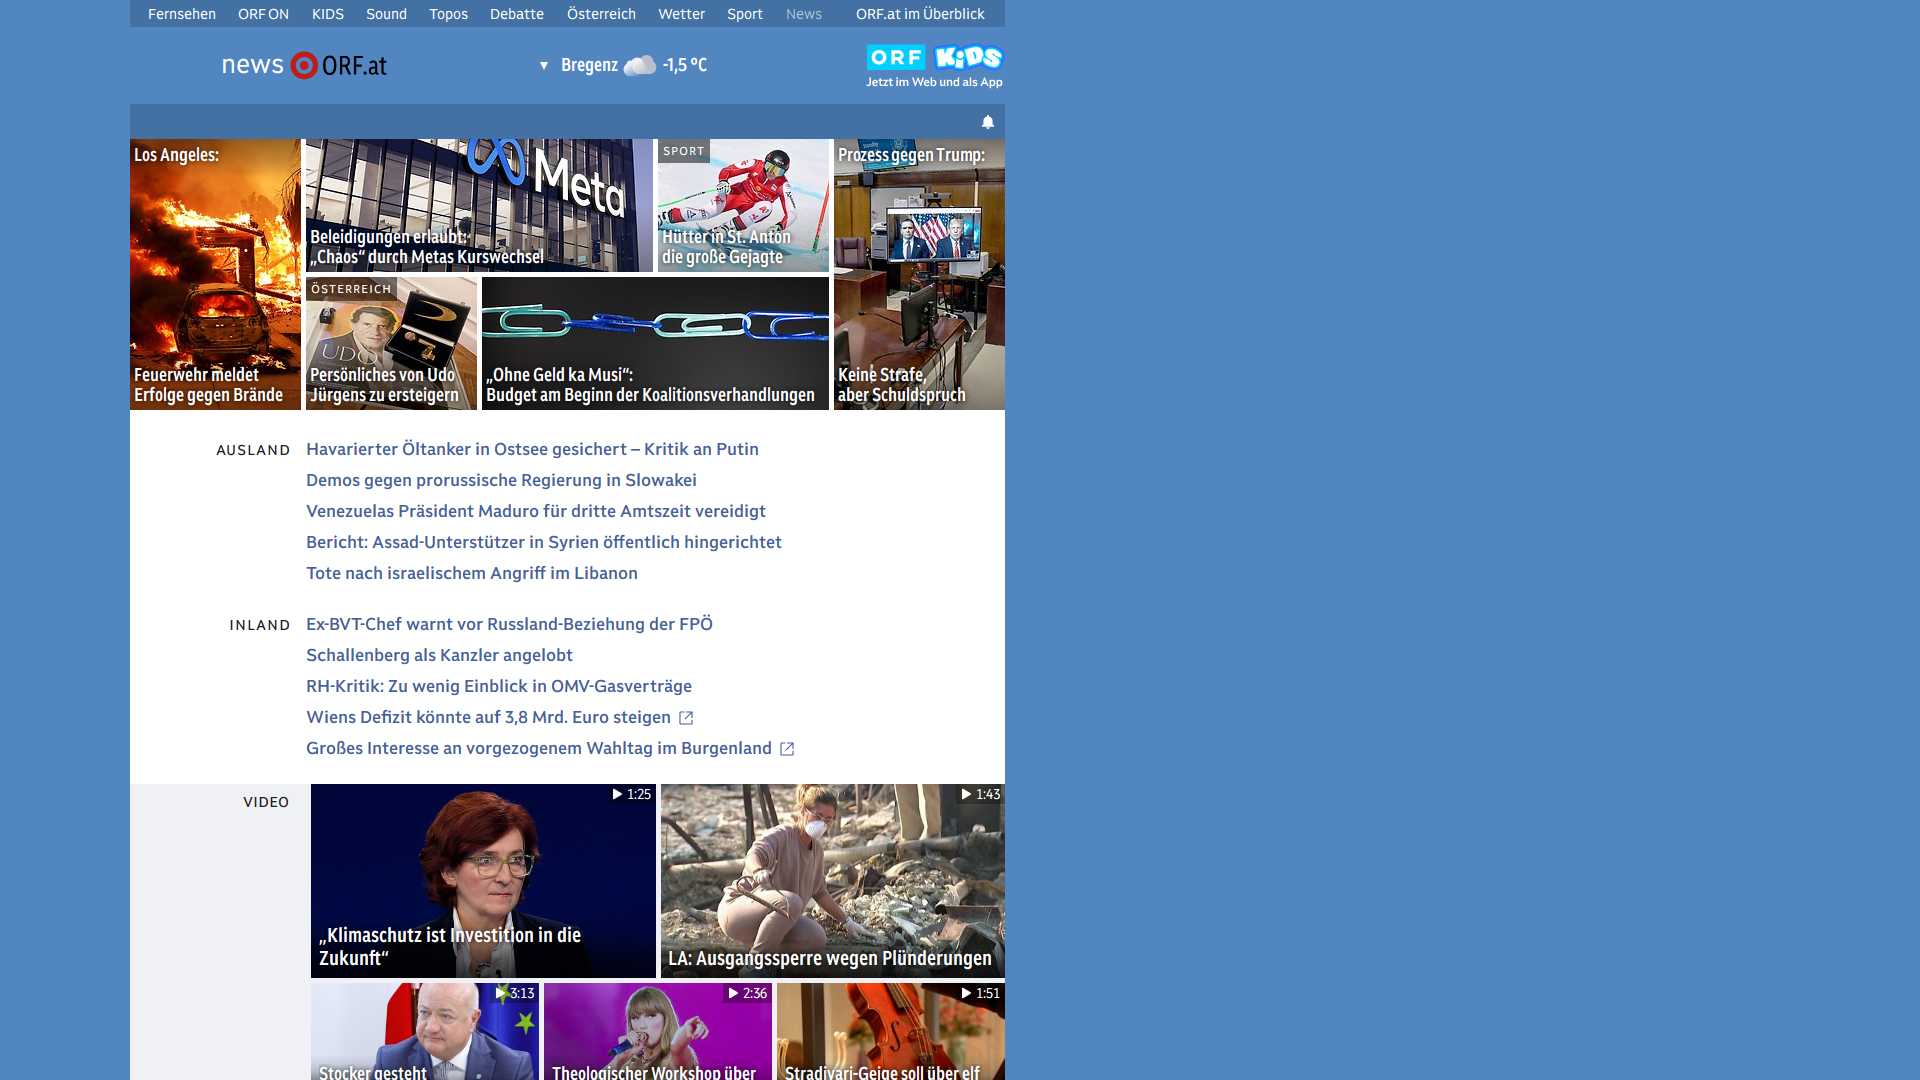 Fernsehen ORF ON KIDS Sound Topos Debatte Österreich Wetter Sport News ORF.at im Überblick
news ORF.at
▼ Bregenz -1,5 °C
ORF KiDS
Jetzt im Web und als App
Los Angeles:
Feuerwehr meldet
Erfolge gegen Brände
Meta
Beleidigungen erlaubt:
„Chaos“ durch Metas Kurswechsel
SPORT
Hütter in St. Anton
die große Gejagte
Prozess gegen Trump:
Keine Strafe,
aber Schuldspruch
ÖSTERREICH
UDO
Persönliches von Udo
Jürgens zu ersteigern
„Ohne Geld ka Musi“:
Budget am Beginn der Koalitionsverhandlungen
AUSLAND
Havarierter Öltanker in Ostsee gesichert – Kritik an Putin
Demos gegen prorussische Regierung in Slowakei
Venezuelas Präsident Maduro für dritte Amtszeit vereidigt
Bericht: Assad-Unterstützer in Syrien öffentlich hingerichtet
Tote nach israelischem Angriff im Libanon
INLAND
Ex-BVT-Chef warnt vor Russland-Beziehung der FPÖ
Schallenberg als Kanzler angelobt
RH-Kritik: Zu wenig Einblick in OMV-Gasverträge
Wiens Defizit könnte auf 3,8 Mrd. Euro steigen
Großes Interesse an vorgezogenem Wahltag im Burgenland
VIDEO
1:25
„Klimaschutz ist Investition in die
Zukunft“
1:43
LA: Ausgangssperre wegen Plünderungen
3:13
Stocker gesteht
2:36
Theologischer Workshop über
1:51
Stradivari-Geige soll über elf